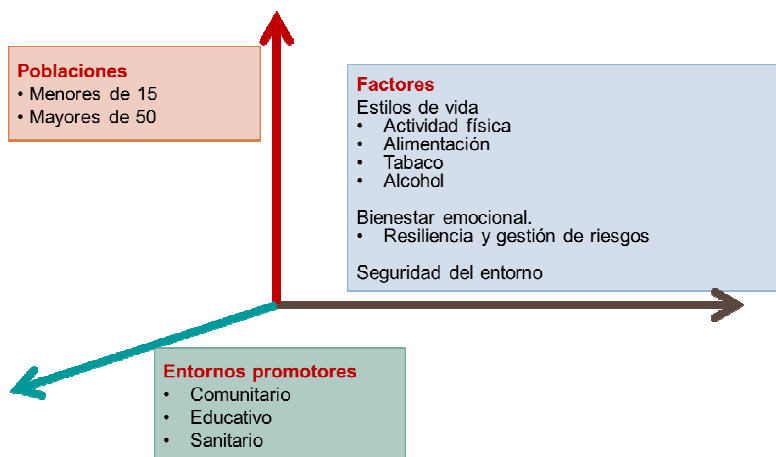 Poblaciones
• Menores de 15
• Mayores de 50
Factores
Estilos de vida
• Actividad física
• Alimentación
• Tabaco
• Alcohol
Bienestar emocional.
• Resiliencia y gestión de riesgos
Seguridad del entorno
Entornos promotores
• Comunitario
• Educativo
• Sanitario